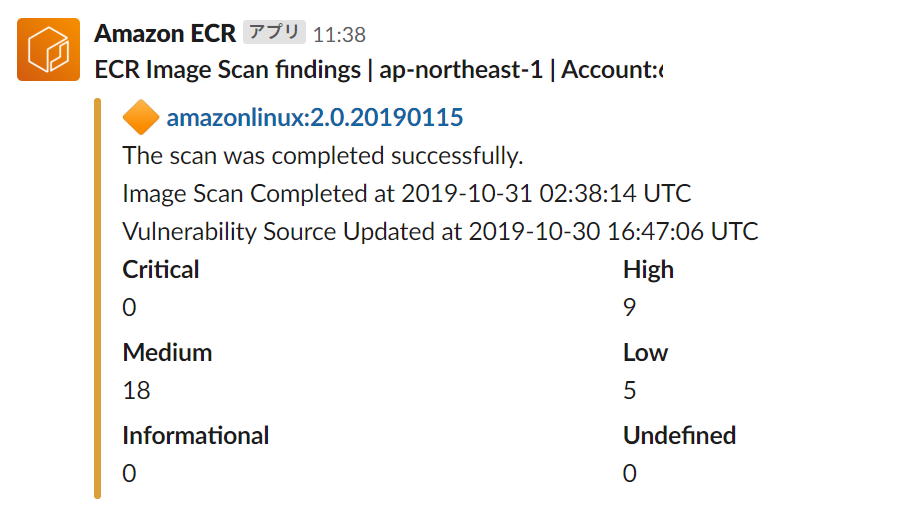 Amazon ECR アプリ 11:38
ECR Image Scan findings | ap-northeast-1 | Account:
amazonlinux:2.0.20190115
The scan was completed successfully.
Image Scan Completed at 2019-10-31 02:38:14 UTC
Vulnerability Source Updated at 2019-10-30 16:47:06 UTC
Critical High
0 9
Medium Low
18 5
Informational Undefined
0 0